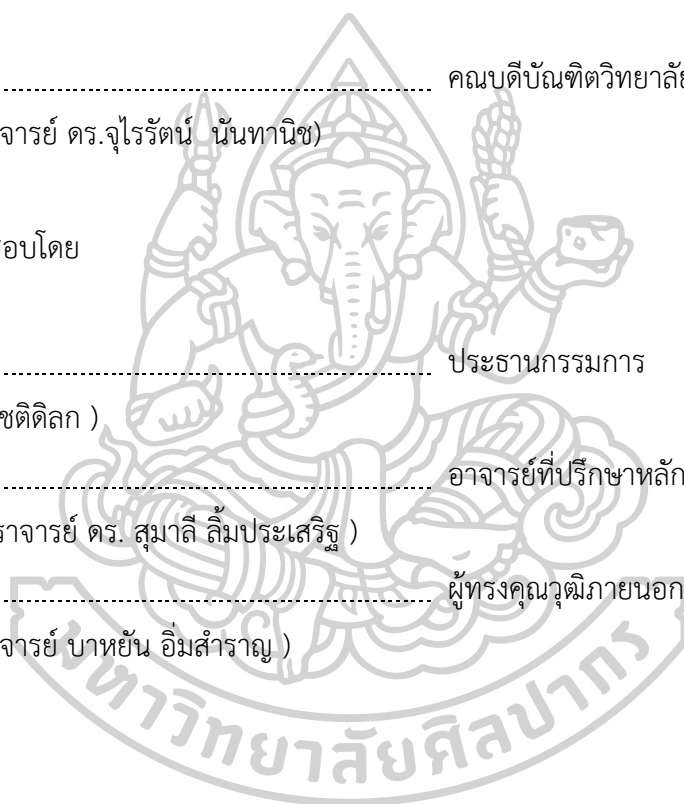 คณบดีบัณฑิตวิทยาลัย
จารย์ ดร.จุไรรัตน์ นันทานิช)
อบโดย
ประธานกรรมการ
ชติดิลก )
อาจารย์ที่ปรึกษาหลัก
ราจารย์ ดร. สุมาลี ลิ้มประเสริฐ )
ผู้ทรงคุณวุฒิภายนอก
จารย์ บาหยัน อิ่มสำราญ )
มหาวิทยาลัยศิลปากร